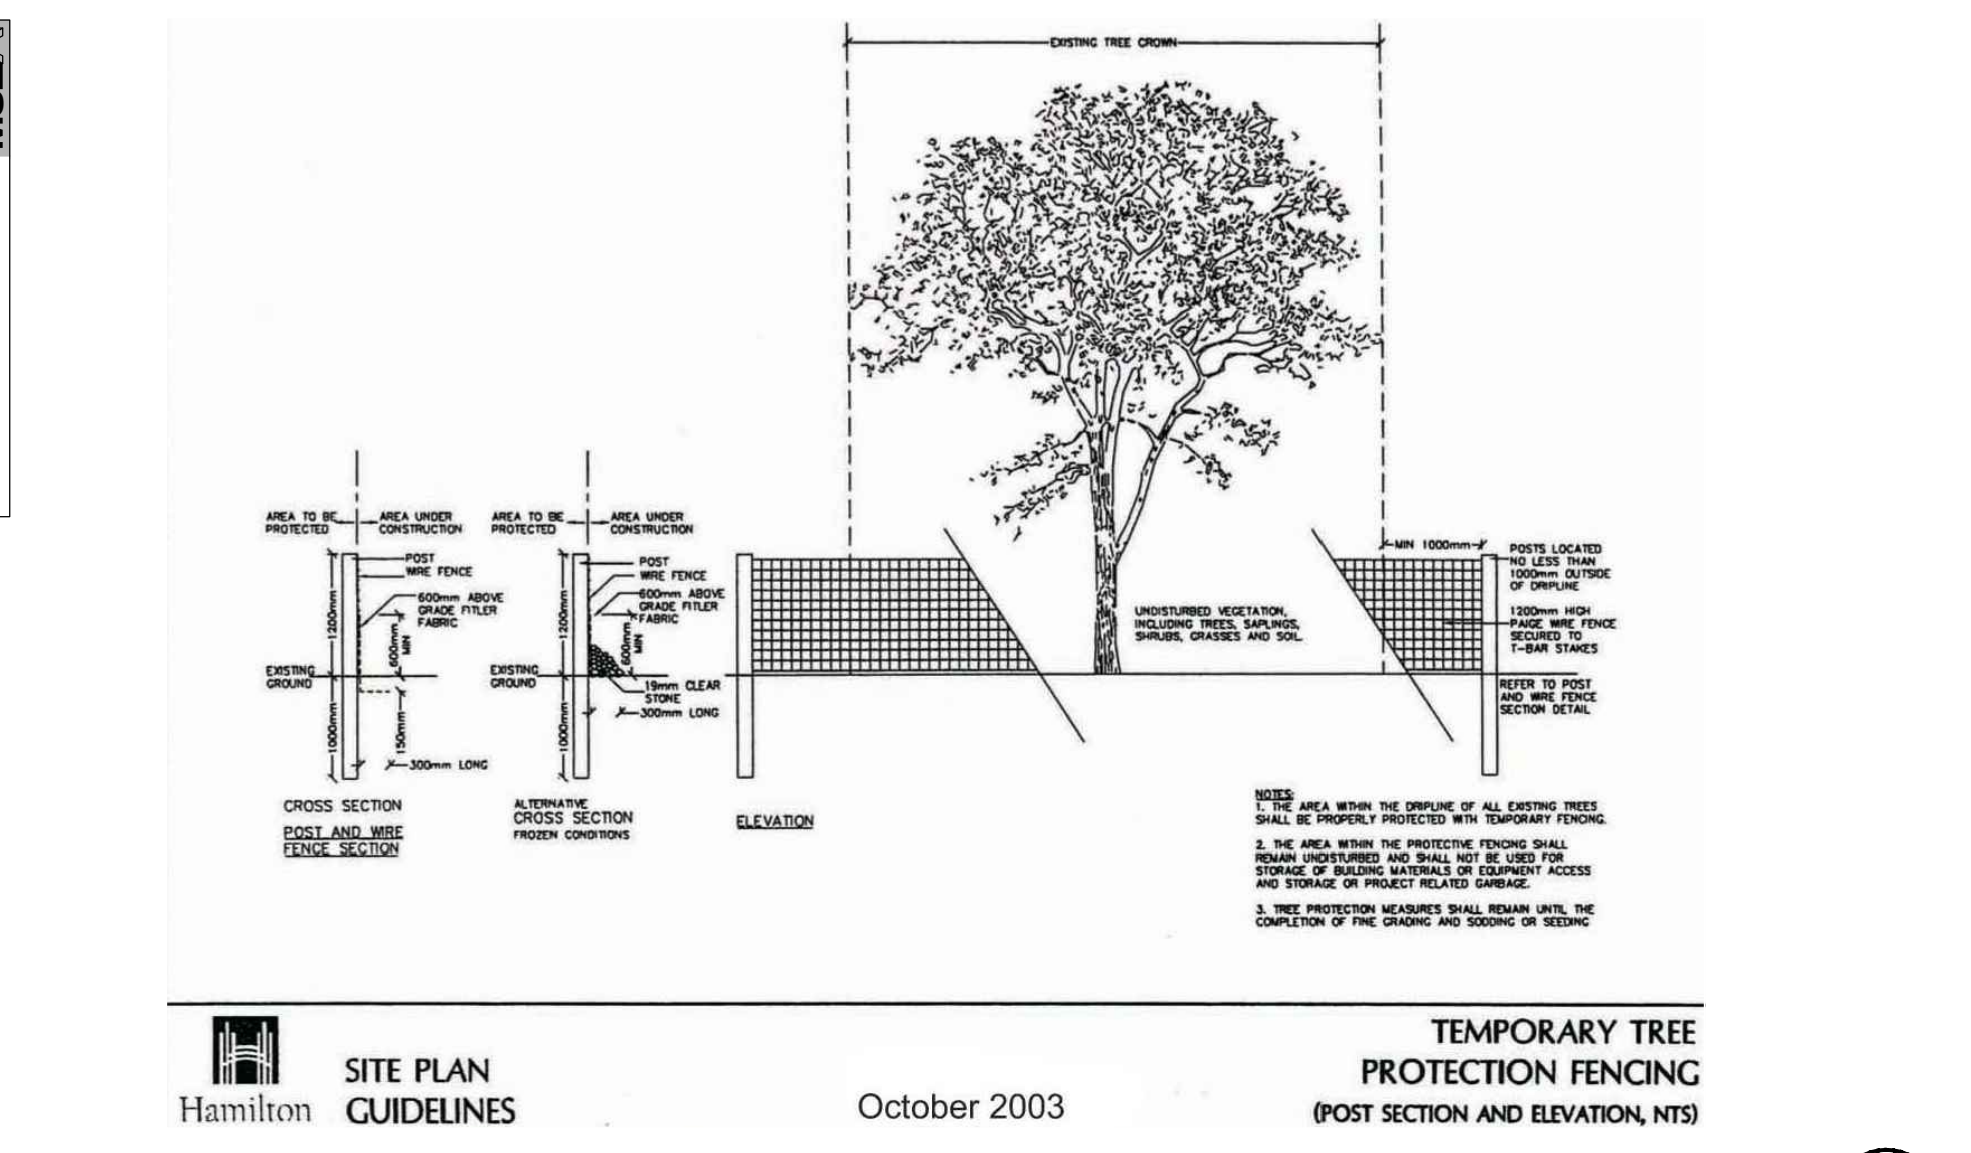 EXISTING TREE CROWN
AREA TO BE
PROTECTED
AREA UNDER
CONSTRUCTION
POST
WIRE FENCE
600mm ABOVE
GRADE FITLER
FABRIC
1200mm
600mm
MIN
EXISTING
GROUND
1000mm
150mm
300mm LONG
CROSS SECTION
POST AND WIRE
FENCE SECTION
AREA TO BE
PROTECTED
AREA UNDER
CONSTRUCTION
POST
WIRE FENCE
600mm ABOVE
GRADE FITLER
FABRIC
1200mm
600mm
MIN
EXISTING
GROUND
19mm CLEAR
STONE
1000mm
300mm LONG
ALTERNATIVE
CROSS SECTION
FROZEN CONDITIONS
ELEVATION
UNDISTURBED VEGETATION,
INCLUDING TREES, SAPLINGS,
SHRUBS, GRASSES AND SOIL
MIN 1000mm
POSTS LOCATED
NO LESS THAN
1000mm OUTSIDE
OF DRIPLINE
1200mm HIGH
PAIGE WIRE FENCE
SECURED TO
T-BAR STAKES
REFER TO POST
AND WIRE FENCE
SECTION DETAIL
NOTES:
1. THE AREA WITHIN THE DRIPLINE OF ALL EXISTING TREES
SHALL BE PROPERLY PROTECTED WITH TEMPORARY FENCING.
2. THE AREA WITHIN THE PROTECTIVE FENCING SHALL
REMAIN UNDISTURBED AND SHALL NOT BE USED FOR
STORAGE OF BUILDING MATERIALS OR EQUIPMENT ACCESS
AND STORAGE OR PROJECT RELATED GARBAGE.
3. TREE PROTECTION MEASURES SHALL REMAIN UNTIL THE
COMPLETION OF FINE GRADING AND SODDING OR SEEDING
Hamilton
SITE PLAN
GUIDELINES
October 2003
TEMPORARY TREE
PROTECTION FENCING
(POST SECTION AND ELEVATION, NTS)